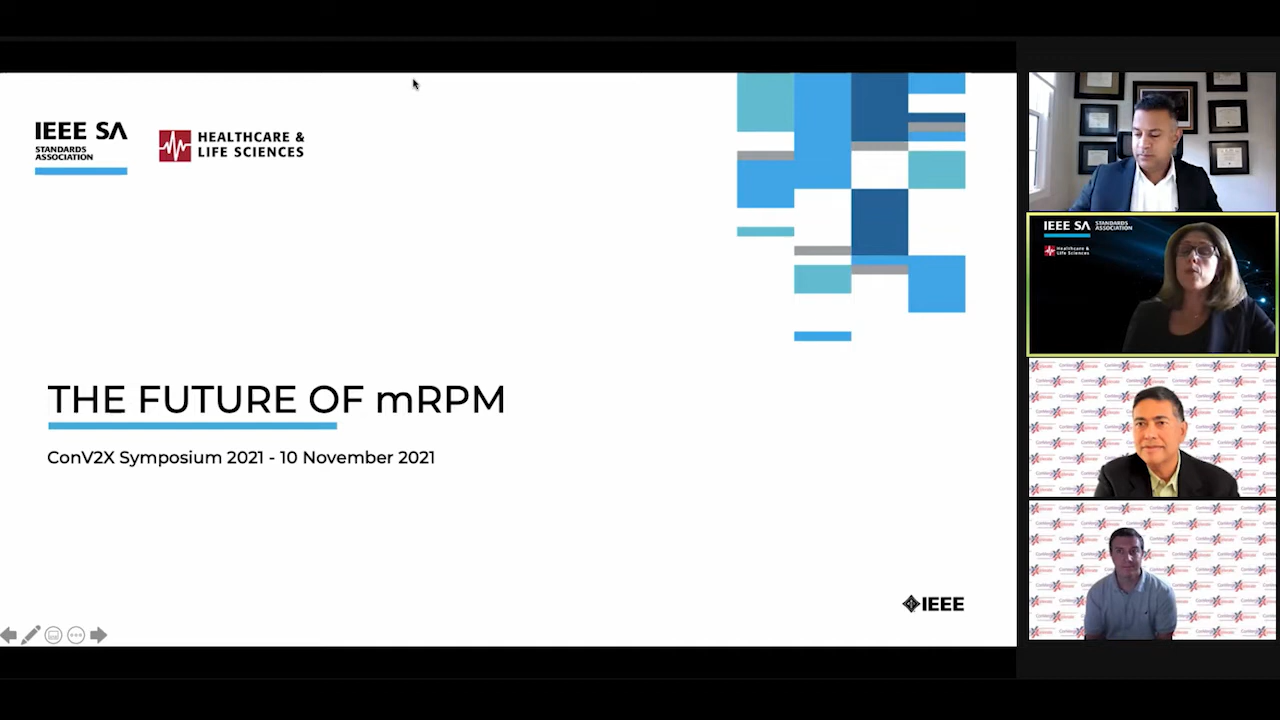 IEEE SA
STANDARDS
ASSOCIATION
HEALTHCARE &
LIFE SCIENCES
THE FUTURE OF mRPM
ConV2X Symposium 2021 - 10 November 2021
IEEE
IEEE SA
STANDARDS
ASSOCIATION
Healthcare &
Life Sciences